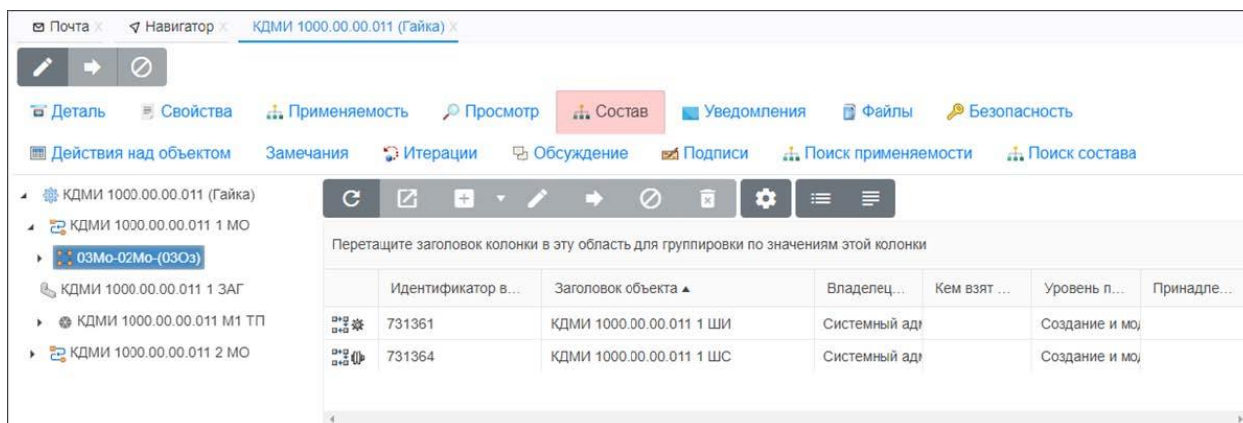 Почта Навигатор КДМИ 1000.00.00.011 (Гайка)
Деталь Свойства Применяемость Просмотр Состав Уведомления Файлы Безопасность
Действия над объектом Замечания Итерации Обсуждение Подписи Поиск применяемости Поиск состава
КДМИ 1000.00.00.011 (Гайка)
КДМИ 1000.00.00.011 1 МО
03Мо-02Мо-(03Оз)
КДМИ 1000.00.00.011 1 ЗАГ
КДМИ 1000.00.00.011 М1 ТП
КДМИ 1000.00.00.011 2 МО
Перетащите заголовок колонки в эту область для группировки по значениям этой колонки
Идентификатор в... Заголовок объекта Владелец... Кем взят ... Уровень п... Принадле...
731361 КДМИ 1000.00.00.011 1 ШИ Системный адм Создание и мод
731364 КДМИ 1000.00.00.011 1 ШС Системный адм Создание и мод